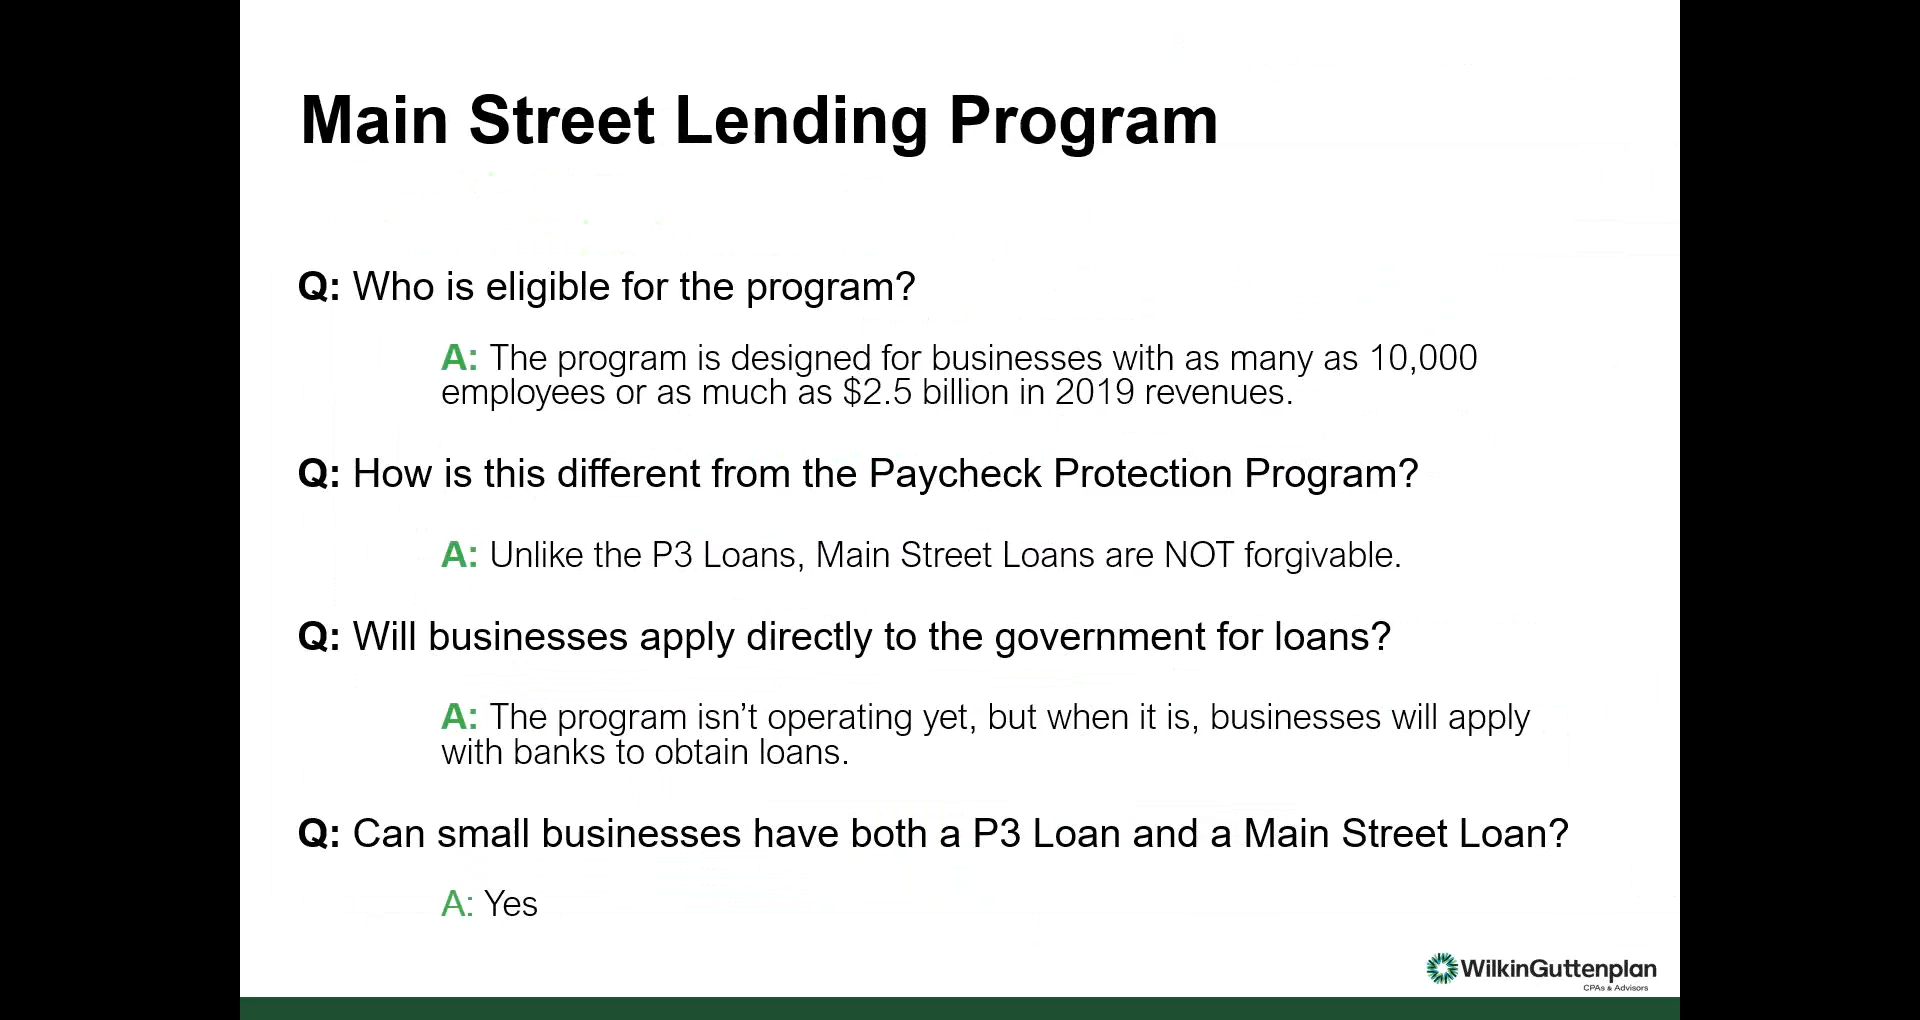 Main Street Lending Program
Q: Who is eligible for the program?
A: The program is designed for businesses with as many as 10,000
employees or as much as $2.5 billion in 2019 revenues.
Q: How is this different from the Paycheck Protection Program?
A: Unlike the P3 Loans, Main Street Loans are NOT forgivable.
Q: Will businesses apply directly to the government for loans?
A: The program isn’t operating yet, but when it is, businesses will apply
with banks to obtain loans.
Q: Can small businesses have both a P3 Loan and a Main Street Loan?
A: Yes
WilkinGuttenplan
CPAs & Advisors